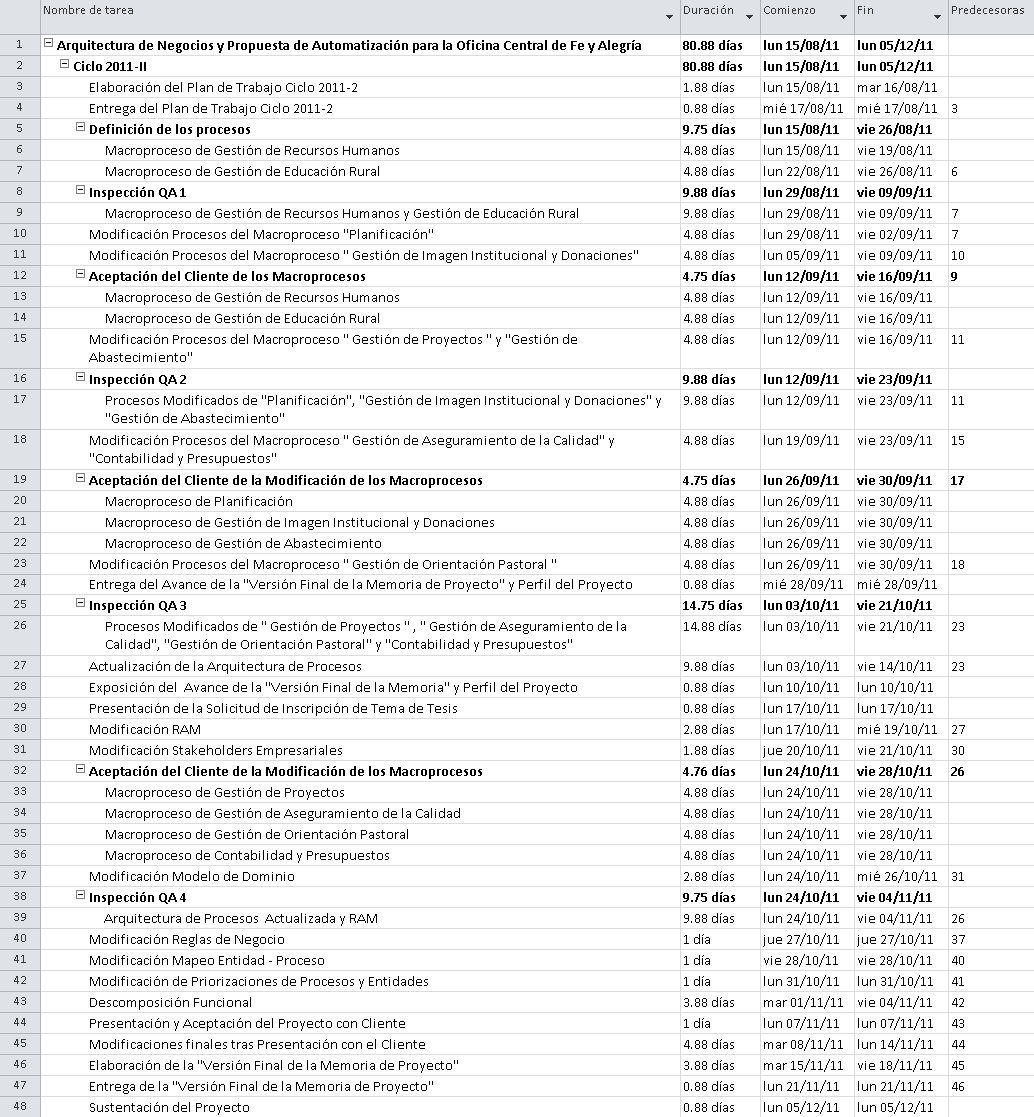 Nombre de tarea Duración Comienzo Fin Predecesoras
1 Arquitectura de Negocios y Propuesta de Automatización para la Oficina Central de Fe y Alegría 80.88 días lun 15/08/11 lun 05/12/11
2 Ciclo 2011-II 80.88 días lun 15/08/11 lun 05/12/11
3 Elaboración del Plan de Trabajo Ciclo 2011-2 1.88 días lun 15/08/11 mar 16/08/11
4 Entrega del Plan de Trabajo Ciclo 2011-2 0.88 días mié 17/08/11 mié 17/08/11 3
5 Definición de los procesos 9.75 días lun 15/08/11 vie 26/08/11
6 Macroproceso de Gestión de Recursos Humanos 4.88 días lun 15/08/11 vie 19/08/11
7 Macroproceso de Gestión de Educación Rural 4.88 días lun 22/08/11 vie 26/08/11 6
8 Inspección QA 1 9.88 días lun 29/08/11 vie 09/09/11
9 Macroproceso de Gestión de Recursos Humanos y Gestión de Educación Rural 9.88 días lun 29/08/11 vie 09/09/11 7
10 Modificación Procesos del Macroproceso "Planificación" 4.88 días lun 29/08/11 vie 02/09/11 7
11 Modificación Procesos del Macroproceso " Gestión de Imagen Institucional y Donaciones" 4.88 días lun 05/09/11 vie 09/09/11 10
12 Aceptación del Cliente de los Macroprocesos 4.75 días lun 12/09/11 vie 16/09/11 9
13 Macroproceso de Gestión de Recursos Humanos 4.88 días lun 12/09/11 vie 16/09/11
14 Macroproceso de Gestión de Educación Rural 4.88 días lun 12/09/11 vie 16/09/11
15 Modificación Procesos del Macroproceso " Gestión de Proyectos " y "Gestión de 4.88 días lun 12/09/11 vie 16/09/11 11
Abastecimiento"
16 Inspección QA 2 9.88 días lun 12/09/11 vie 23/09/11
17 Procesos Modificados de "Planificación", "Gestión de Imagen Institucional y Donaciones" y 9.88 días lun 12/09/11 vie 23/09/11 11
"Gestión de Abastecimiento"
18 Modificación Procesos del Macroproceso " Gestión de Aseguramiento de la Calidad" y 4.88 días lun 19/09/11 vie 23/09/11 15
"Contabilidad y Presupuestos"
19 Aceptación del Cliente de la Modificación de los Macroprocesos 4.75 días lun 26/09/11 vie 30/09/11 17
20 Macroproceso de Planificación 4.88 días lun 26/09/11 vie 30/09/11
21 Macroproceso de Gestión de Imagen Institucional y Donaciones 4.88 días lun 26/09/11 vie 30/09/11
22 Macroproceso de Gestión de Abastecimiento 4.88 días lun 26/09/11 vie 30/09/11
23 Modificación Procesos del Macroproceso " Gestión de Orientación Pastoral " 4.88 días lun 26/09/11 vie 30/09/11 18
24 Entrega del Avance de la "Versión Final de la Memoria de Proyecto" y Perfil del Proyecto 0.88 días mié 28/09/11 mié 28/09/11
25 Inspección QA 3 14.75 días lun 03/10/11 vie 21/10/11
26 Procesos Modificados de " Gestión de Proyectos " , " Gestión de Aseguramiento de la 14.88 días lun 03/10/11 vie 21/10/11 23
Calidad", "Gestión de Orientación Pastoral" y "Contabilidad y Presupuestos"
27 Actualización de la Arquitectura de Procesos 9.88 días lun 03/10/11 vie 14/10/11 23
28 Exposición del Avance de la "Versión Final de la Memoria" y Perfil del Proyecto 0.88 días lun 10/10/11 lun 10/10/11
29 Presentación de la Solicitud de Inscripción de Tema de Tesis 0.88 días lun 17/10/11 lun 17/10/11
30 Modificación RAM 2.88 días lun 17/10/11 mié 19/10/11 27
31 Modificación Stakeholders Empresariales 1.88 días jue 20/10/11 vie 21/10/11 30
32 Aceptación del Cliente de la Modificación de los Macroprocesos 4.76 días lun 24/10/11 vie 28/10/11 26
33 Macroproceso de Gestión de Proyectos 4.88 días lun 24/10/11 vie 28/10/11
34 Macroproceso de Gestión de Aseguramiento de la Calidad 4.88 días lun 24/10/11 vie 28/10/11
35 Macroproceso de Gestión de Orientación Pastoral 4.88 días lun 24/10/11 vie 28/10/11
36 Macroproceso de Contabilidad y Presupuestos 4.88 días lun 24/10/11 vie 28/10/11
37 Modificación Modelo de Dominio 2.88 días lun 24/10/11 mié 26/10/11 31
38 Inspección QA 4 9.75 días lun 24/10/11 vie 04/11/11
39 Arquitectura de Procesos Actualizada y RAM 9.88 días lun 24/10/11 vie 04/11/11 26
40 Modificación Reglas de Negocio 1 día jue 27/10/11 jue 27/10/11 37
41 Modificación Mapeo Entidad - Proceso 1 día vie 28/10/11 vie 28/10/11 40
42 Modificación de Priorizaciones de Procesos y Entidades 1 día lun 31/10/11 lun 31/10/11 41
43 Descomposición Funcional 3.88 días mar 01/11/11 vie 04/11/11 42
44 Presentación y Aceptación del Proyecto con Cliente 1 día lun 07/11/11 lun 07/11/11 43
45 Modificaciones finales tras Presentación con el Cliente 4.88 días mar 08/11/11 lun 14/11/11 44
46 Elaboración de la "Versión Final de la Memoria de Proyecto" 3.88 días mar 15/11/11 vie 18/11/11 45
47 Entrega de la "Versión Final de la Memoria de Proyecto" 0.88 días lun 21/11/11 lun 21/11/11 46
48 Sustentación del Proyecto 0.88 días lun 05/12/11 lun 05/12/11